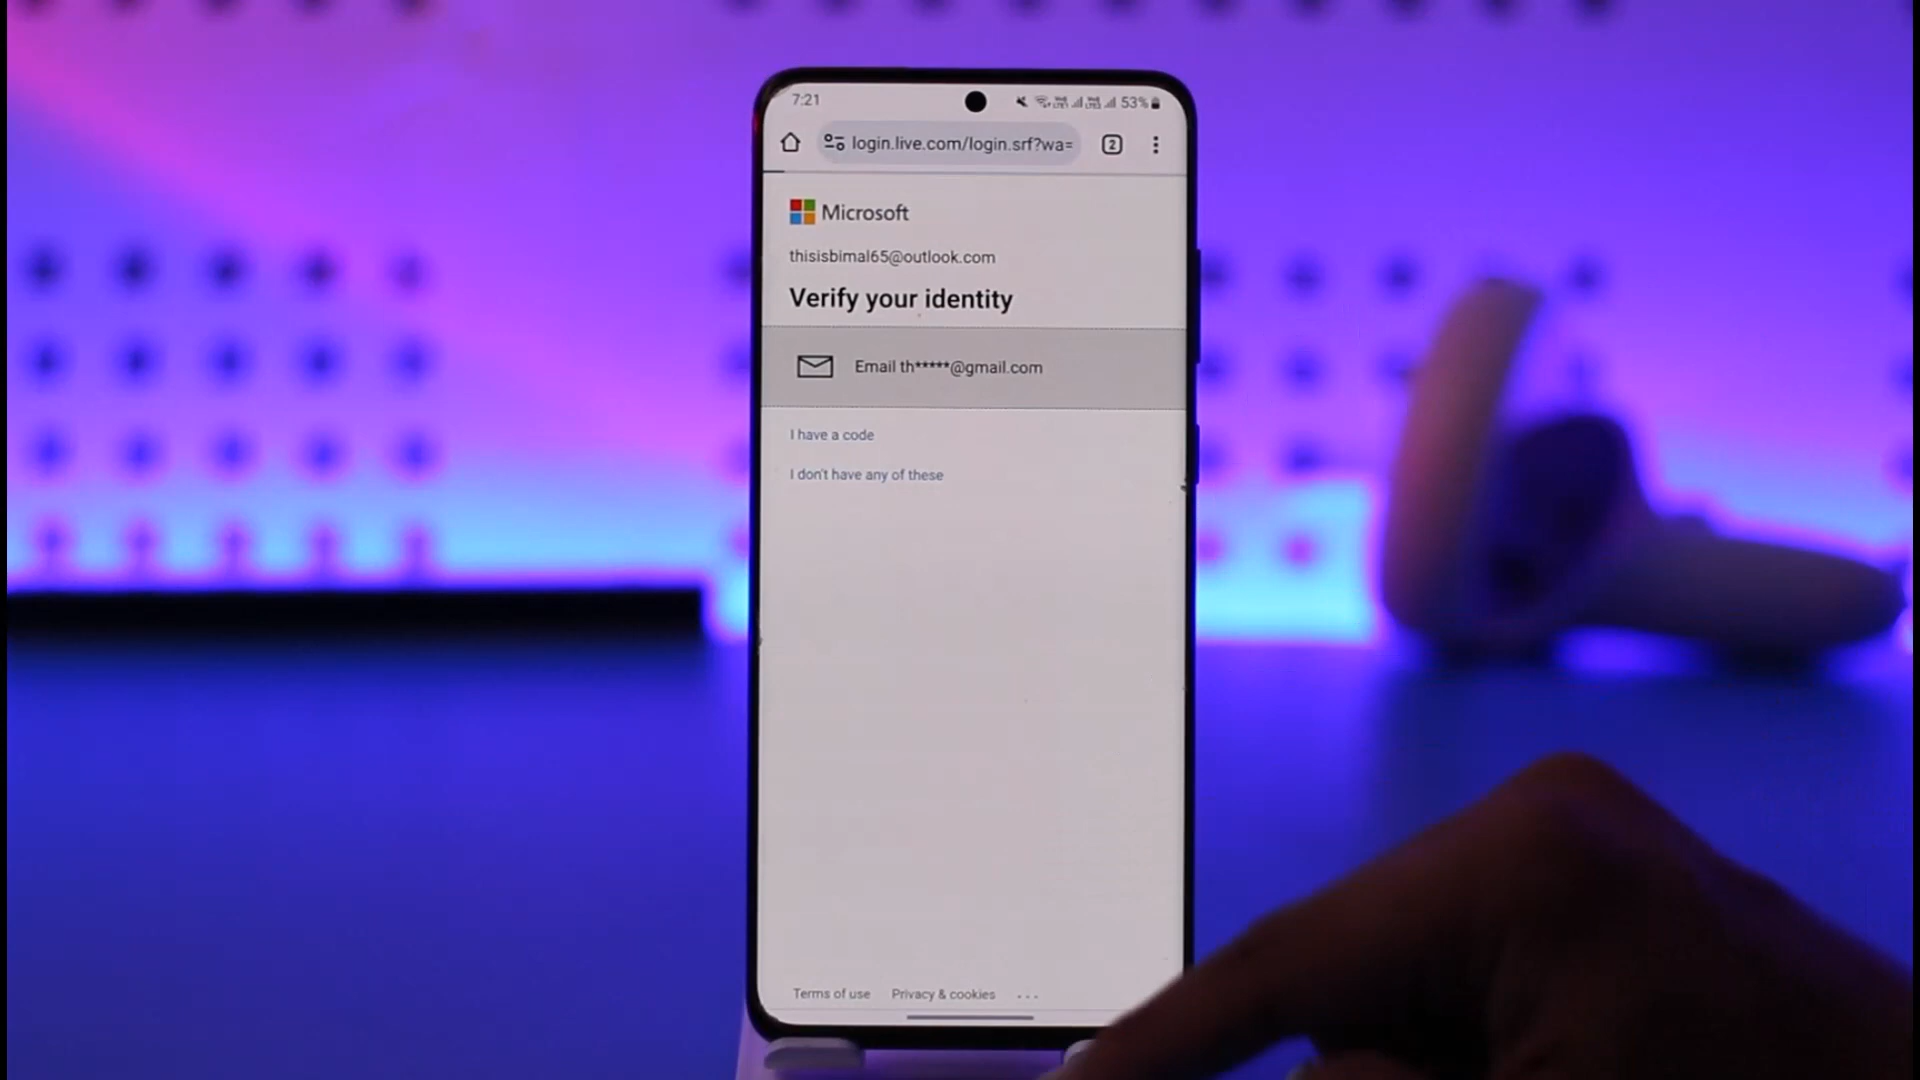 7:21
53%
login.live.com/login.srf?wa=
2
Microsoft
thisisbimal65@outlook.com
Verify your identity
Email th*****@gmail.com
I have a code
I don't have any of these
Terms of use Privacy & cookies ...